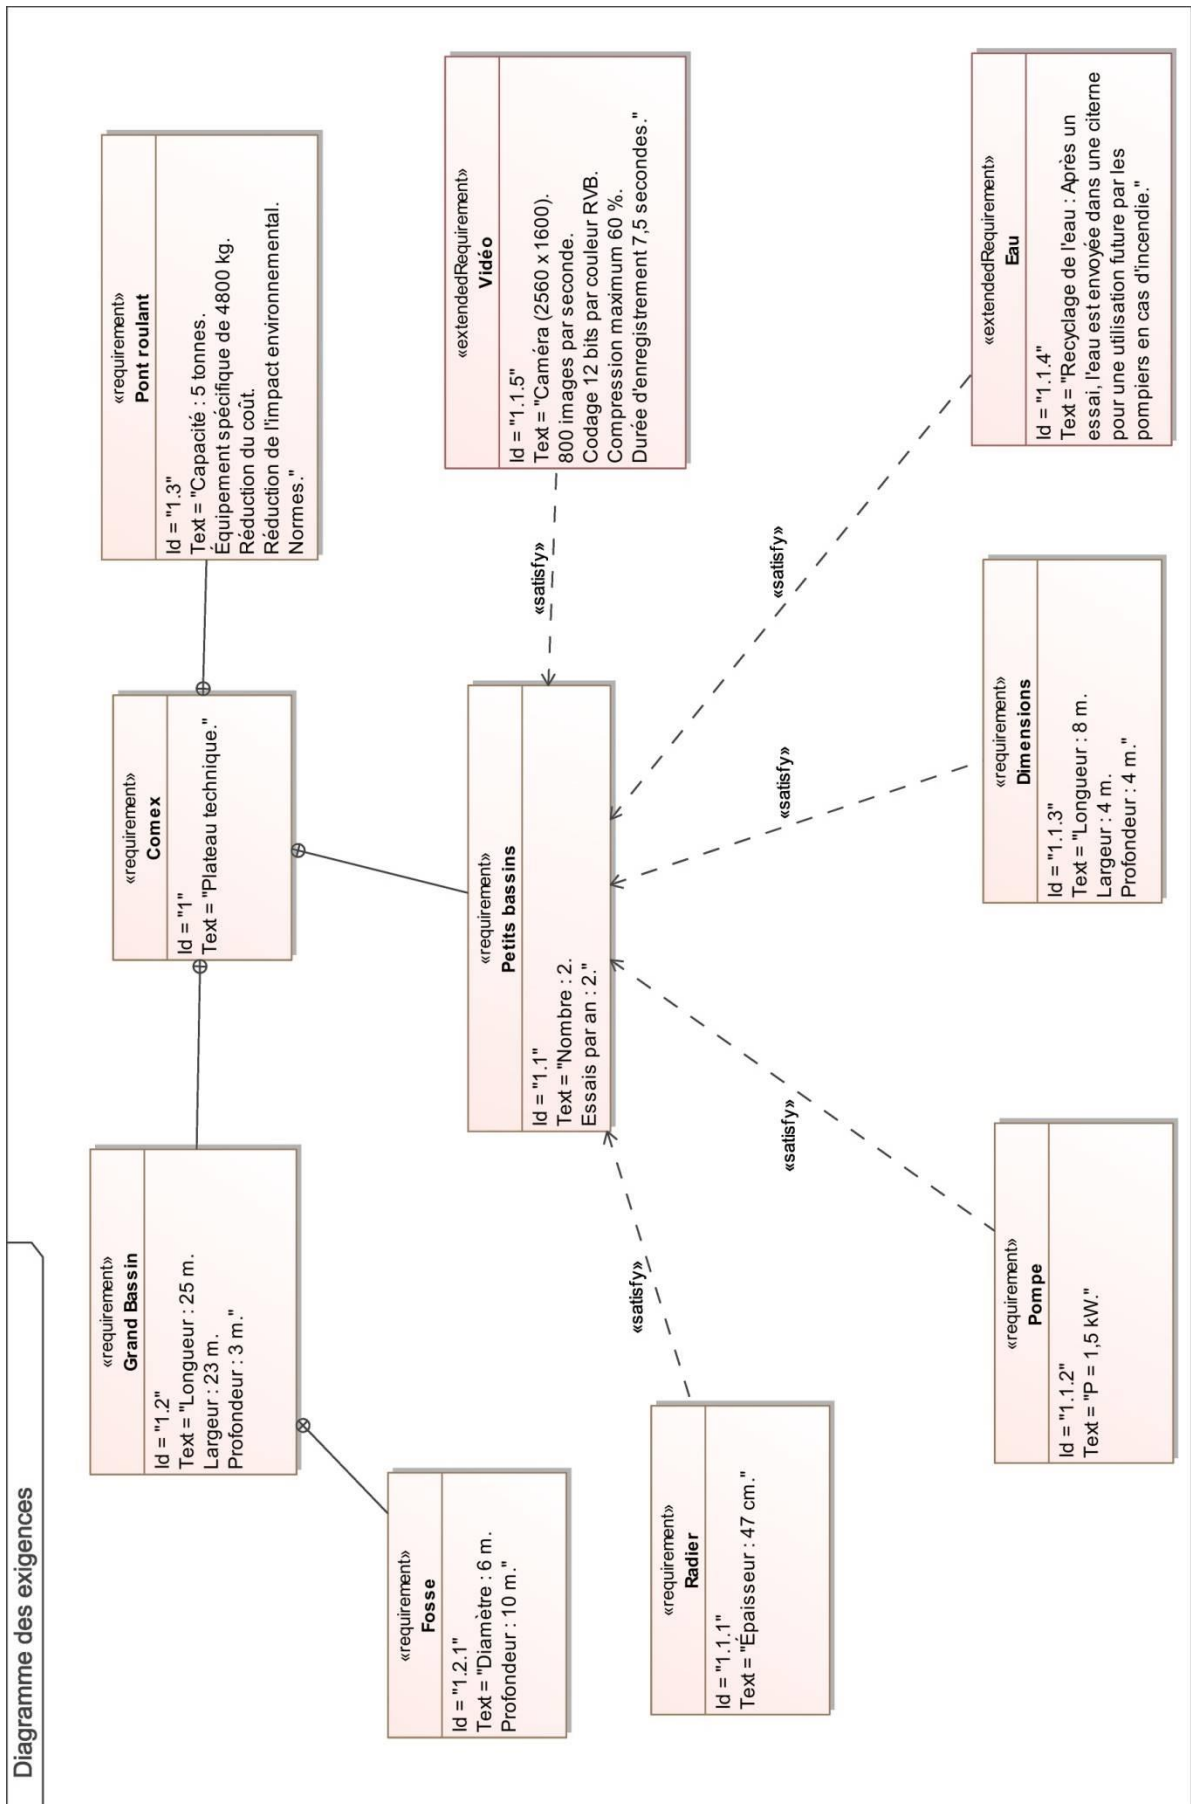 Diagramme des exigences
«requirement»
Grand Bassin
Id = "1.2"
Text = "Longueur : 25 m.
Largeur : 23 m.
Profondeur : 3 m."
«requirement»
Comex
Id = "1"
Text = "Plateau technique."
«requirement»
Pont roulant
Id = "1.3"
Text = "Capacité : 5 tonnes.
Équipement spécifique de 4800 kg.
Réduction du coût.
Réduction de l'impact environnemental.
Normes."
«requirement»
Fosse
Id = "1.2.1"
Text = "Diamètre : 6 m.
Profondeur : 10 m."
«requirement»
Petits bassins
Id = "1.1"
Text = "Nombre : 2.
Essais par an : 2."
«satisfy»
«extendedRequirement»
Vidéo
Id = "1.1.5"
Text = "Caméra (2560 x 1600).
800 images par seconde.
Codage 12 bits par couleur RVB.
Compression maximum 60 %.
Durée d'enregistrement 7,5 secondes."
«requirement»
Radier
Id = "1.1.1"
Text = "Épaisseur : 47 cm."
«satisfy»
«satisfy»
«satisfy»
«satisfy»
«requirement»
Pompe
Id = "1.1.2"
Text = "P = 1,5 kW."
«requirement»
Dimensions
Id = "1.1.3"
Text = "Longueur : 8 m.
Largeur : 4 m.
Profondeur : 4 m."
«extendedRequirement»
Eau
Id = "1.1.4"
Text = "Recyclage de l'eau : Après un
essai, l'eau est envoyée dans une citerne
pour une utilisation future par les
pompiers en cas d'incendie."